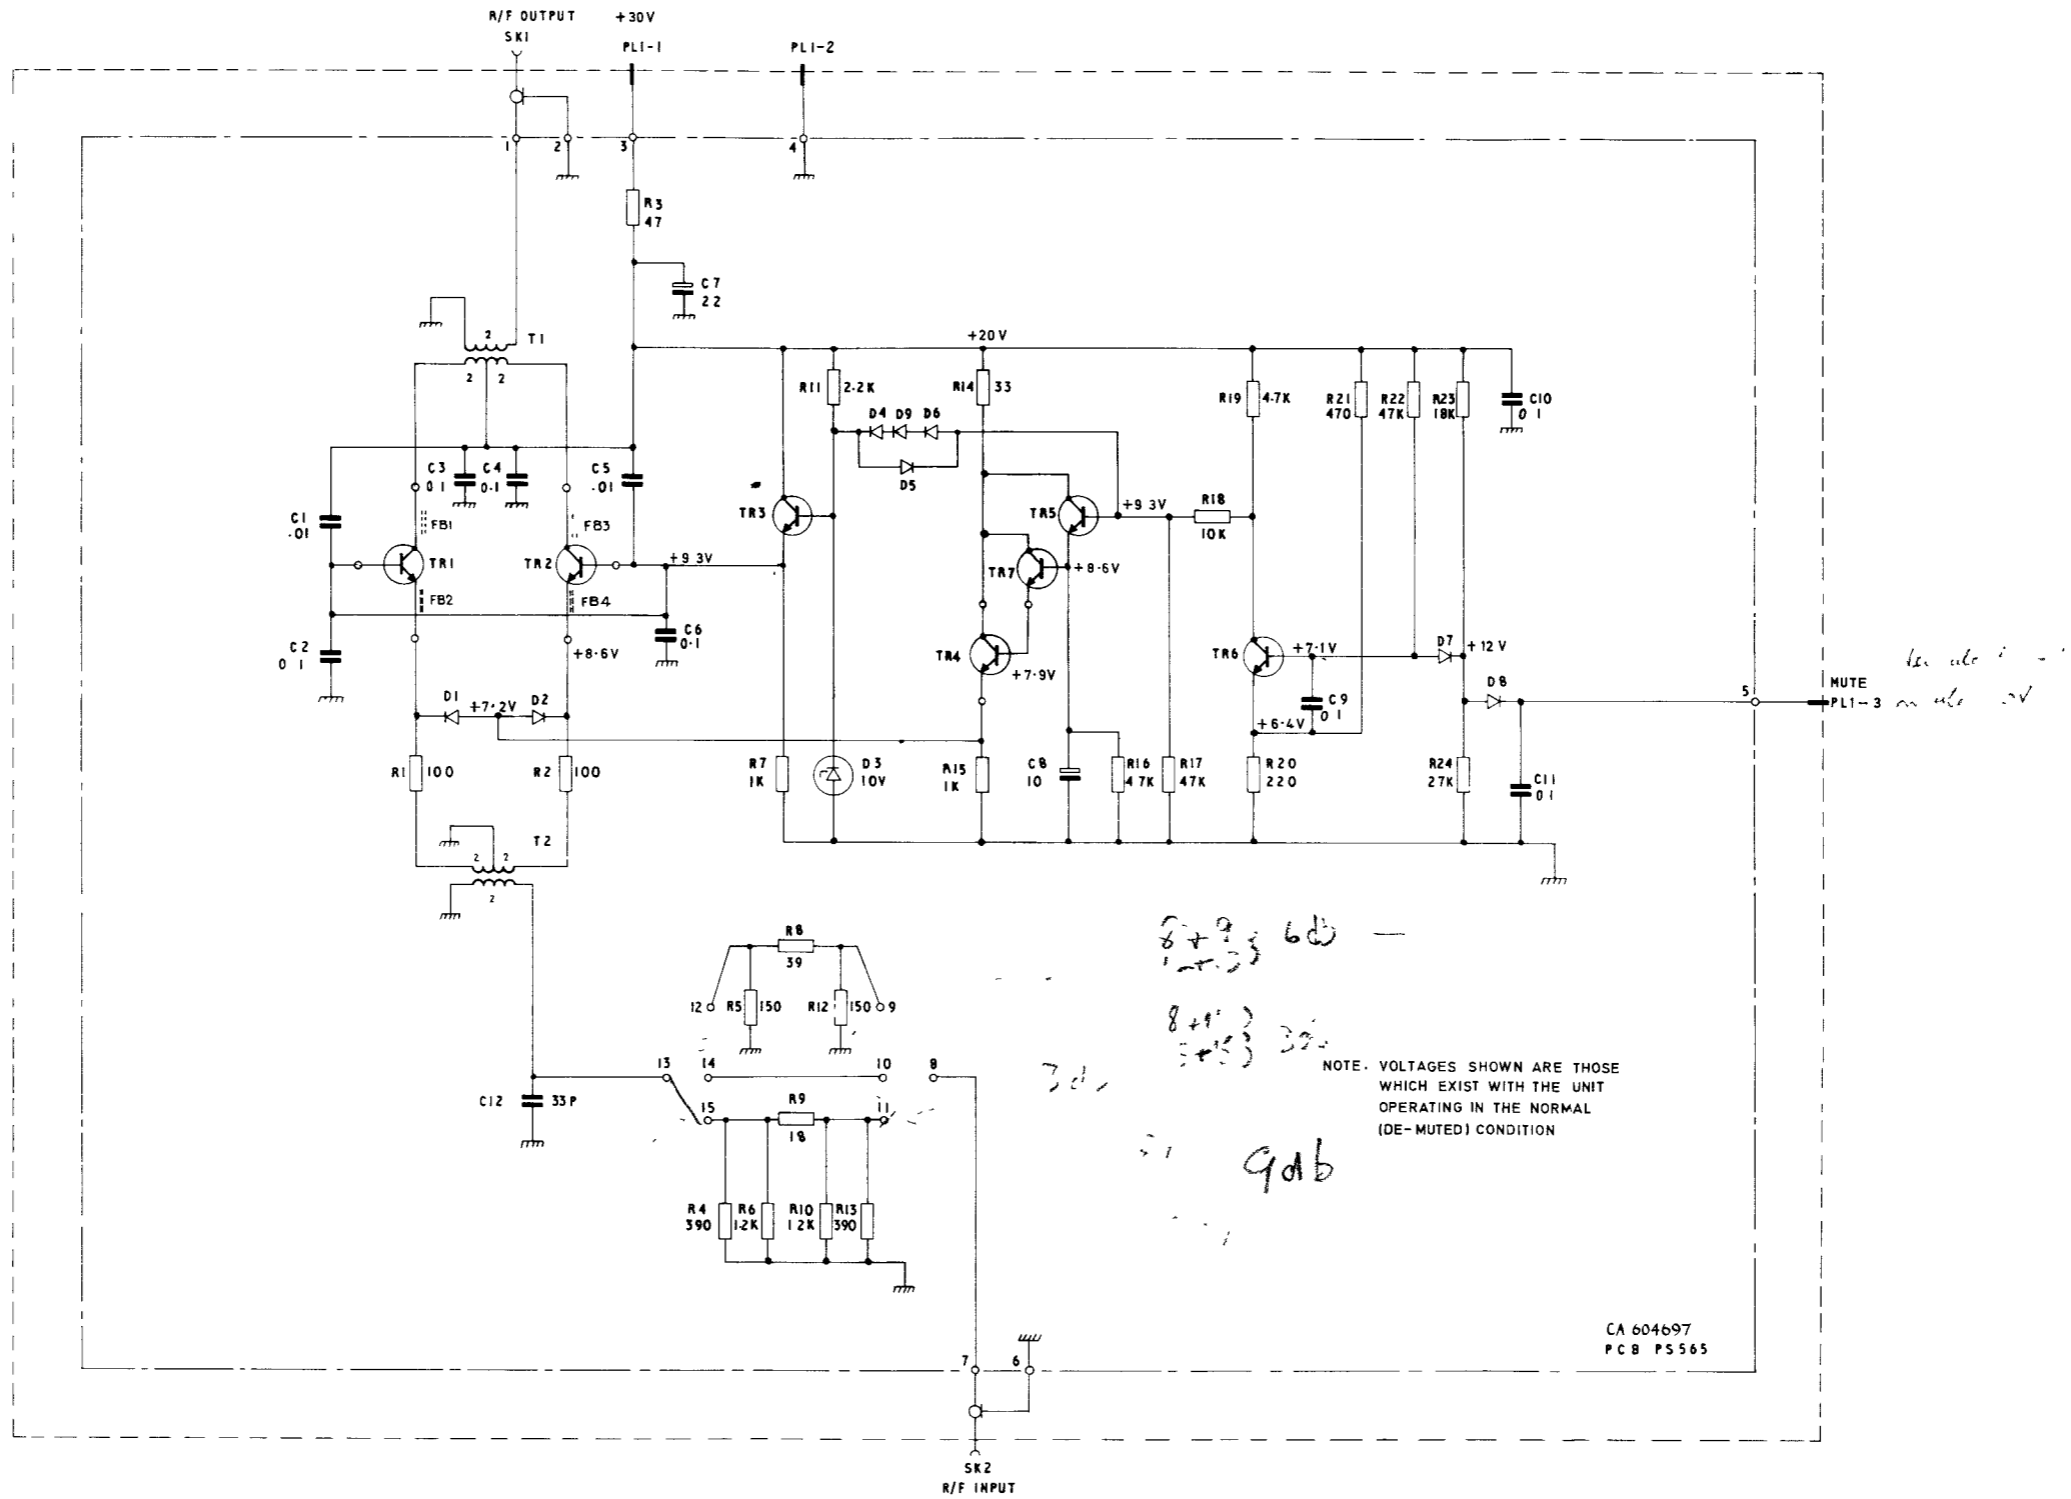 R/F OUTPUT
SK1
+30V
PL1-1
PL1-2
1
2
3
4
R3
47
C7
22
2
T1
2 2
+20V
R11 2.2K
R14 33
R19 4.7K
R21
470
R22
47K
R23
18K
C10
0 1
D4 D9 D6
D5
C3
0 1
C4
0.1
C5
.01
C1
.01
FB1
FB3
TR1
TR2
FB2
FB4
+9 3V
TR3
TR5
+9 3V
R18
10K
TR7
+8·6V
C2
0 1
C6
0·1
+8·6V
TR4
+7·9V
TR6
+7·1V
D7
+12 V
D8
C9
0 1
+6·4V
5
MUTE
PL1-3
D1
+7·2V
D2
R1 100
R2 100
R7
1K
D3
10V
R15
1K
C8
10
R16
4 7K
R17
47K
R20
220
R24
27K
C11
0 1
T2
2 2
2
R8
39
12
R5 150
R12 150
9
6db
13
14
10
8
C12 33P
15
R9
18
11
R4
390
R6
1·2K
R10
1 2K
R13
390
9db
NOTE. VOLTAGES SHOWN ARE THOSE
WHICH EXIST WITH THE UNIT
OPERATING IN THE NORMAL
(DE-MUTED) CONDITION
CA 604697
PCB PS565
7
6
SK2
R/F INPUT